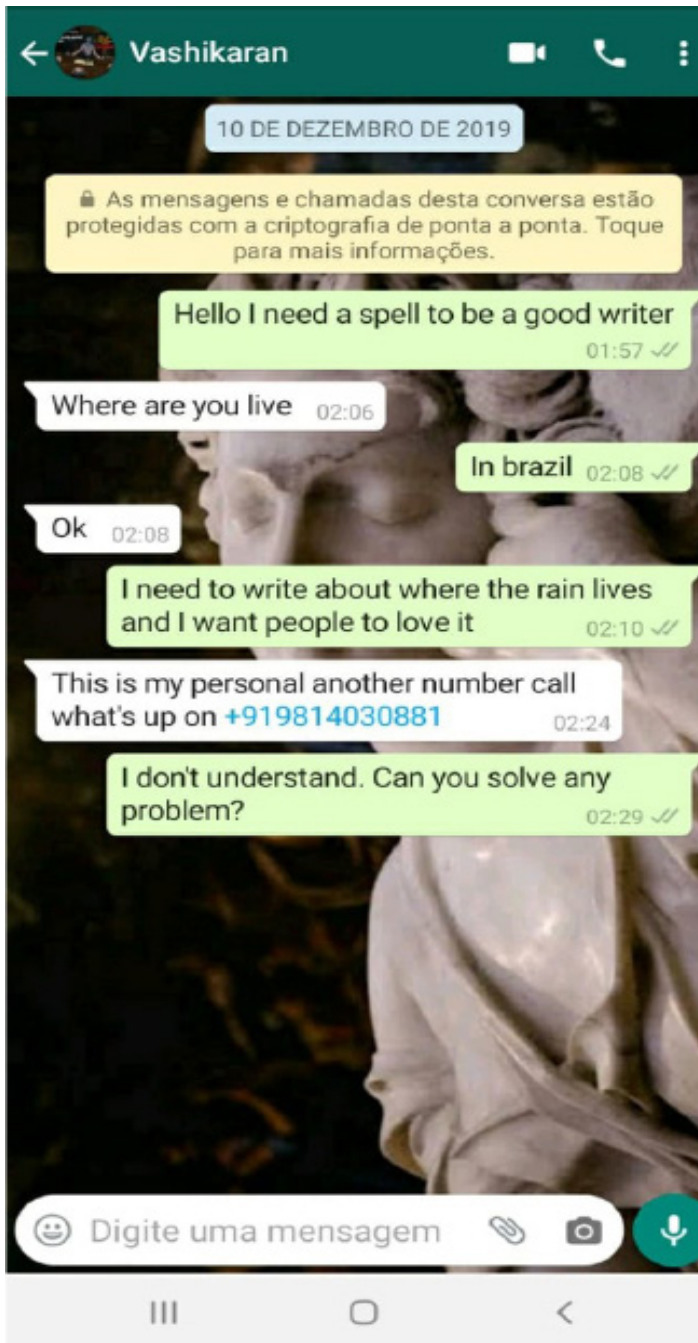 Vashikaran
10 DE DEZEMBRO DE 2019
As mensagens e chamadas desta conversa estão
protegidas com a criptografia de ponta a ponta. Toque
para mais informações.
Hello I need a spell to be a good writer
01:57
Where are you live 02:06
In brazil 02:08
Ok 02:08
I need to write about where the rain lives
and I want people to love it 02:10
This is my personal another number call
what's up on +919814030881 02:24
I don't understand. Can you solve any
problem? 02:29
Digite uma mensagem